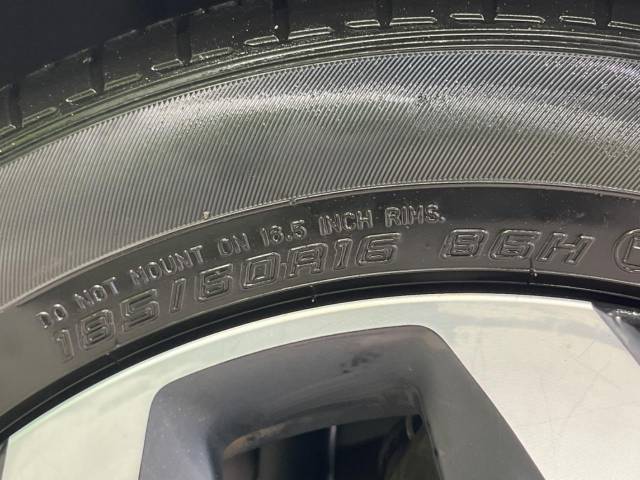 DO NOT MOUNT ON 16.5 INCH RIMS.
185/60R16 86H